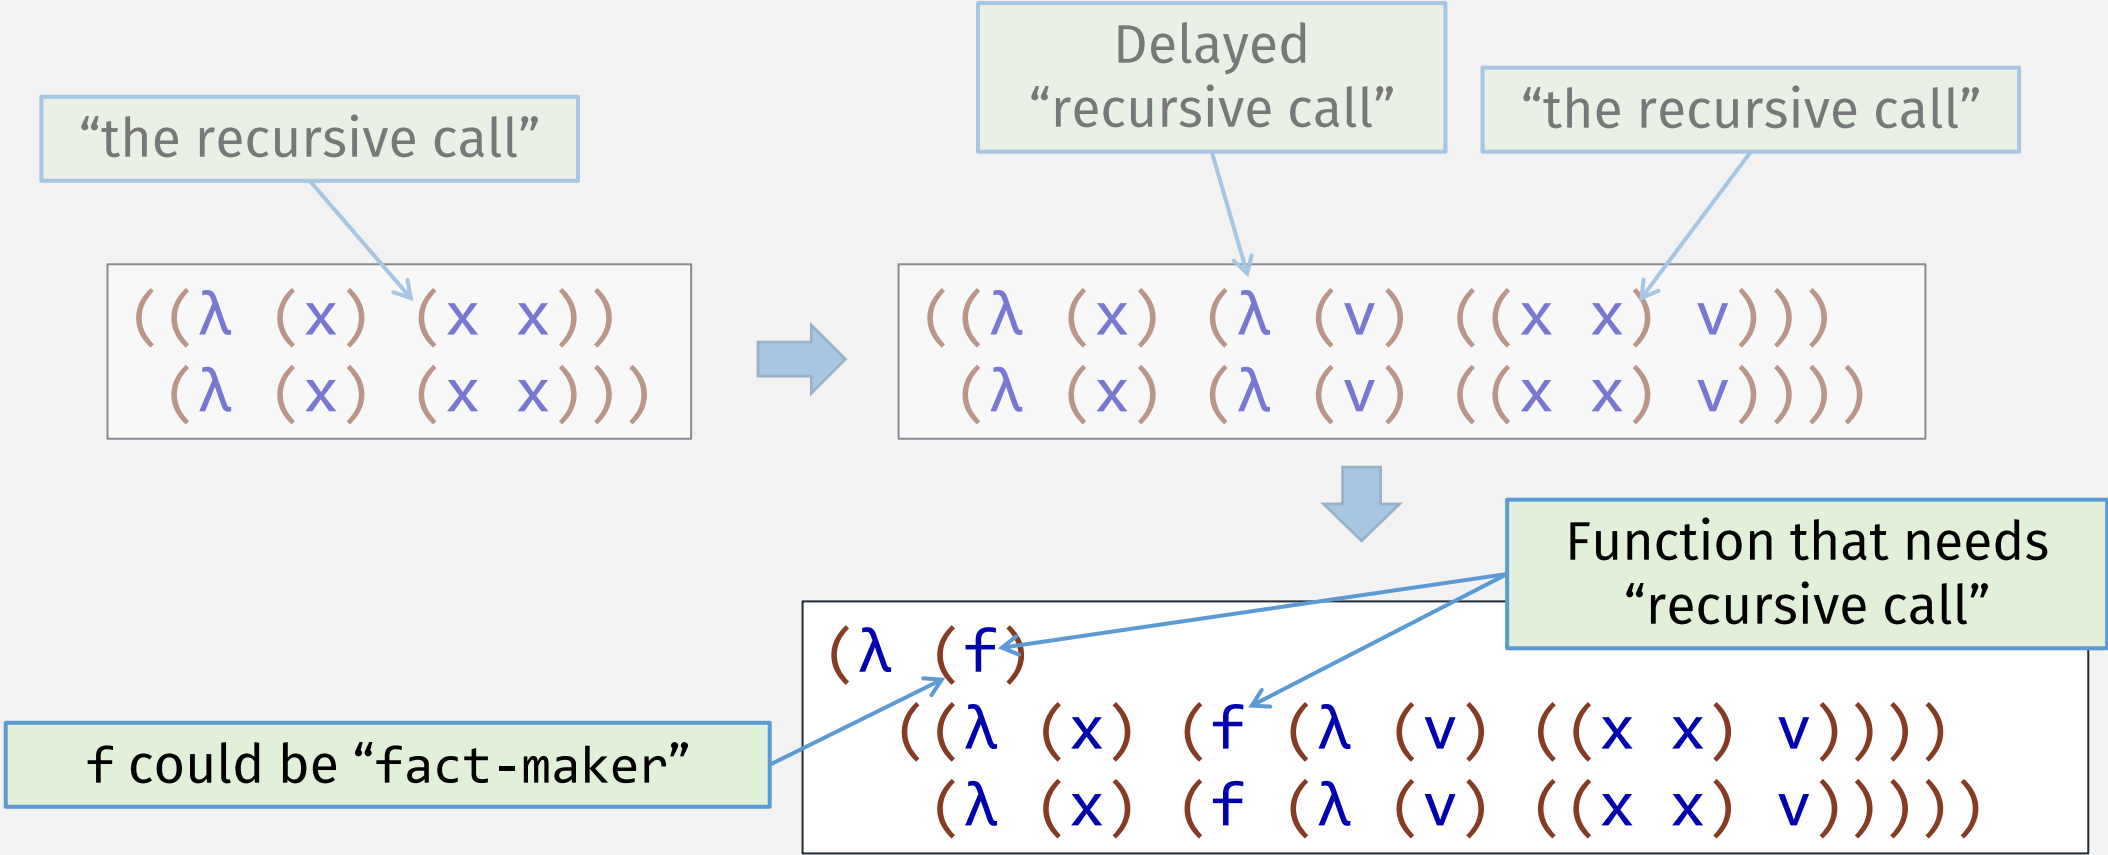 Delayed
“recursive call”
“the recursive call”
“the recursive call”
((λ (x) (x x))
(λ (x) (x x)))
((λ (x) (λ (v) ((x x) v)))
(λ (x) (λ (v) ((x x) v))))
Function that needs
“recursive call”
(λ (f)
((λ (x) (f (λ (v) ((x x) v))))
(λ (x) (f (λ (v) ((x x) v)))))
f could be “fact-maker”